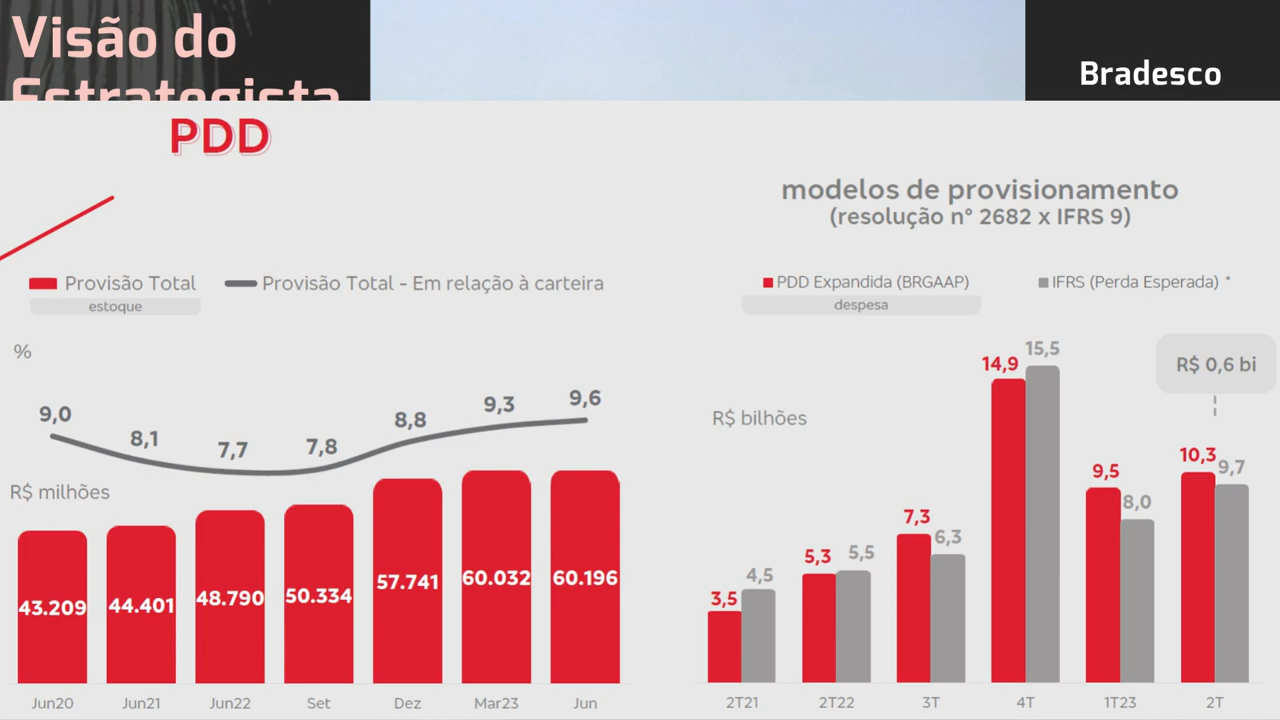 Visão do
Estrategista
Bradesco
PDD
Provisão Total
Provisão Total - Em relação à carteira
estoque
%
9,0
8,1
7,7
7,8
8,8
9,3
9,6
R$ milhões
43.209
44.401
48.790
50.334
57.741
60.032
60.196
Jun20
Jun21
Jun22
Set
Dez
Mar23
Jun
modelos de provisionamento
(resolução n° 2682 x IFRS 9)
PDD Expandida (BRGAAP)
IFRS (Perda Esperada) *
despesa
R$ 0,6 bi
R$ bilhões
3,5
4,5
5,3
5,5
7,3
6,3
14,9
15,5
9,5
8,0
10,3
9,7
2T21
2T22
3T
4T
1T23
2T